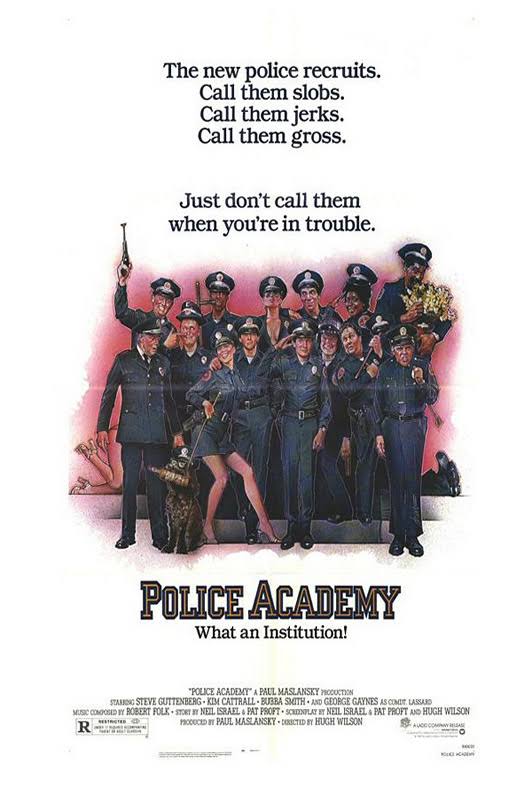 The new police recruits.
Call them slobs.
Call them jerks.
Call them gross.
Just don't call them
when you're in trouble.
POLICE ACADEMY
What an Institution!
"POLICE ACADEMY" A PAUL MASLANSKY PRODUCTION
STARRING STEVE GUTTENBERG • KIM CATTRALL • BUBBA SMITH • AND GEORGE GAYNES AS COMDT. LASSARD
MUSIC COMPOSED BY ROBERT FOLK • STORY BY NEIL ISRAEL & PAT PROFT • SCREENPLAY BY NEIL ISRAEL & PAT PROFT AND HUGH WILSON
PRODUCED BY PAUL MASLANSKY • DIRECTED BY HUGH WILSON
R RESTRICTED
A LADD COMPANY RELEASE
POLICE ACADEMY